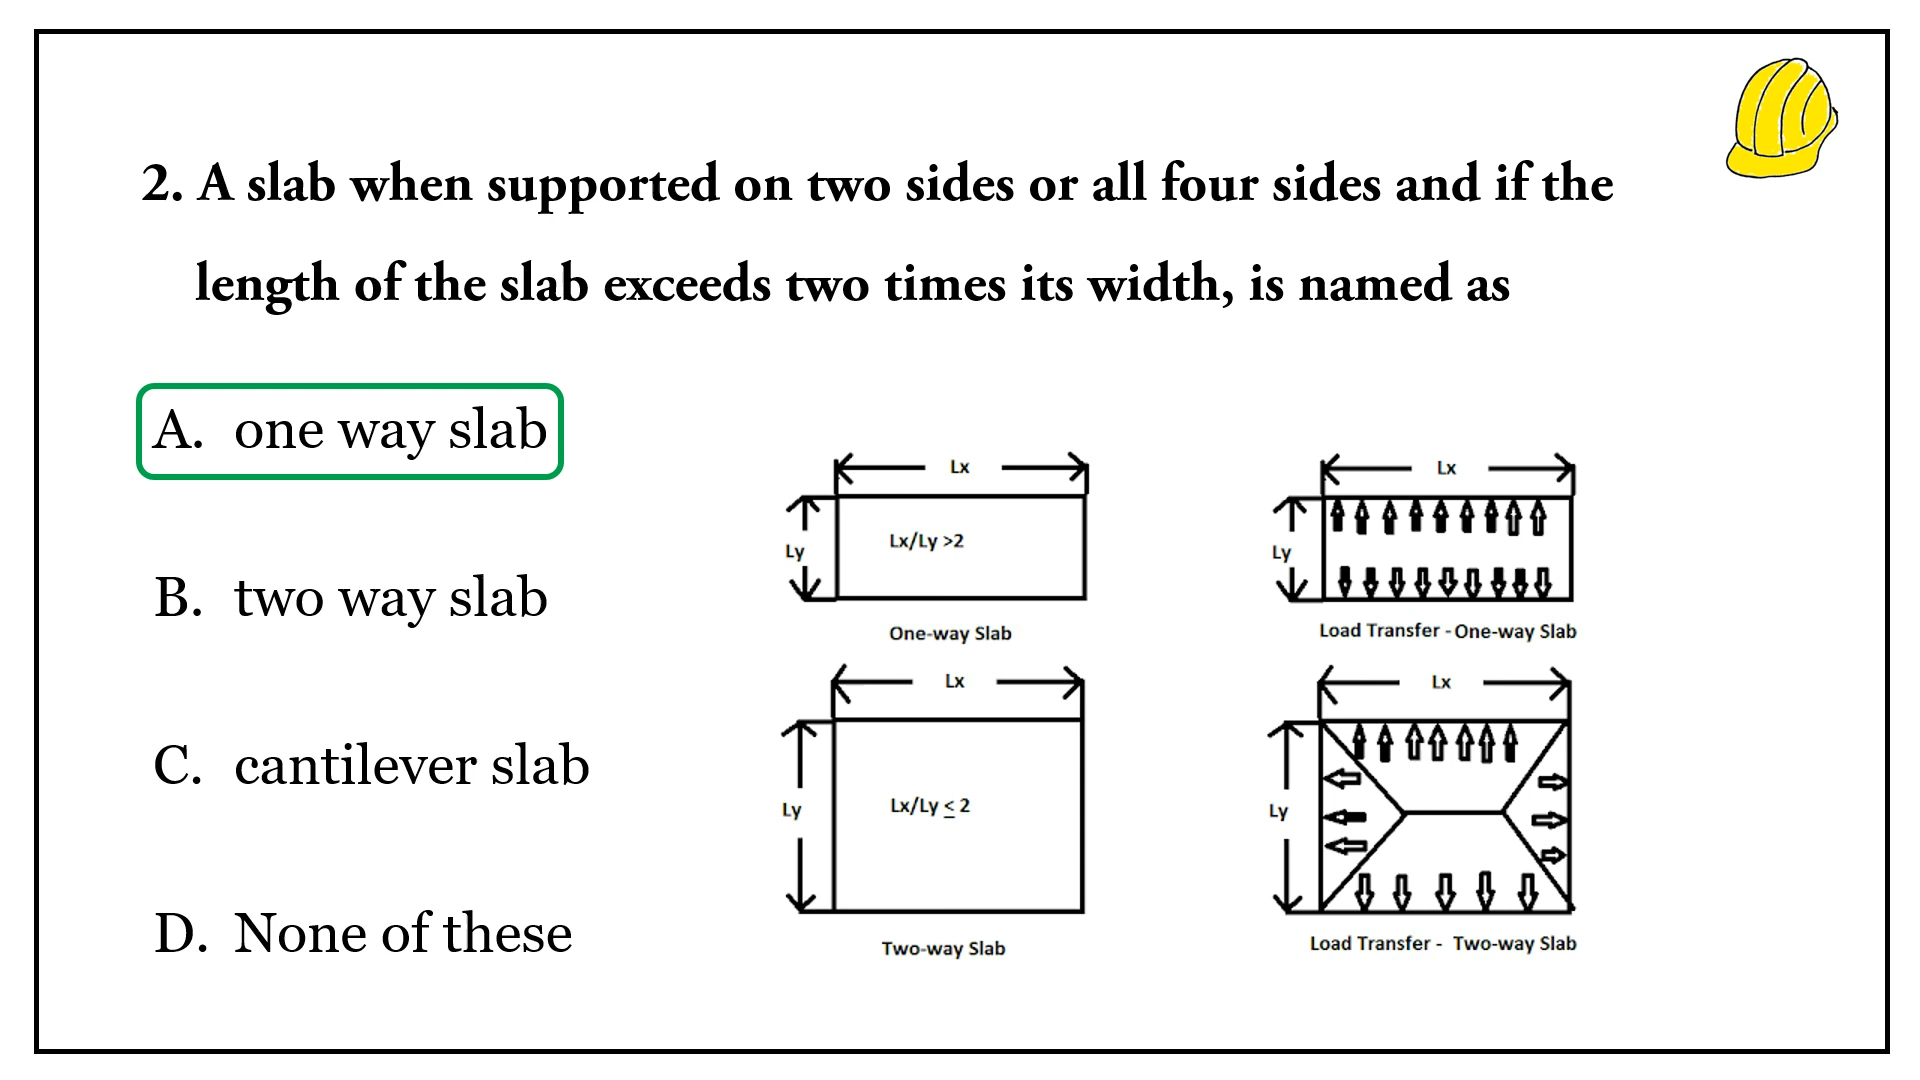 2. A slab when supported on two sides or all four sides and if the
length of the slab exceeds two times its width, is named as
A. one way slab
B. two way slab
C. cantilever slab
D. None of these
Lx
Ly
Lx/Ly >2
One-way Slab
Lx
Ly
Load Transfer - One-way Slab
Lx
Ly
Lx/Ly ≤ 2
Two-way Slab
Lx
Ly
Load Transfer - Two-way Slab